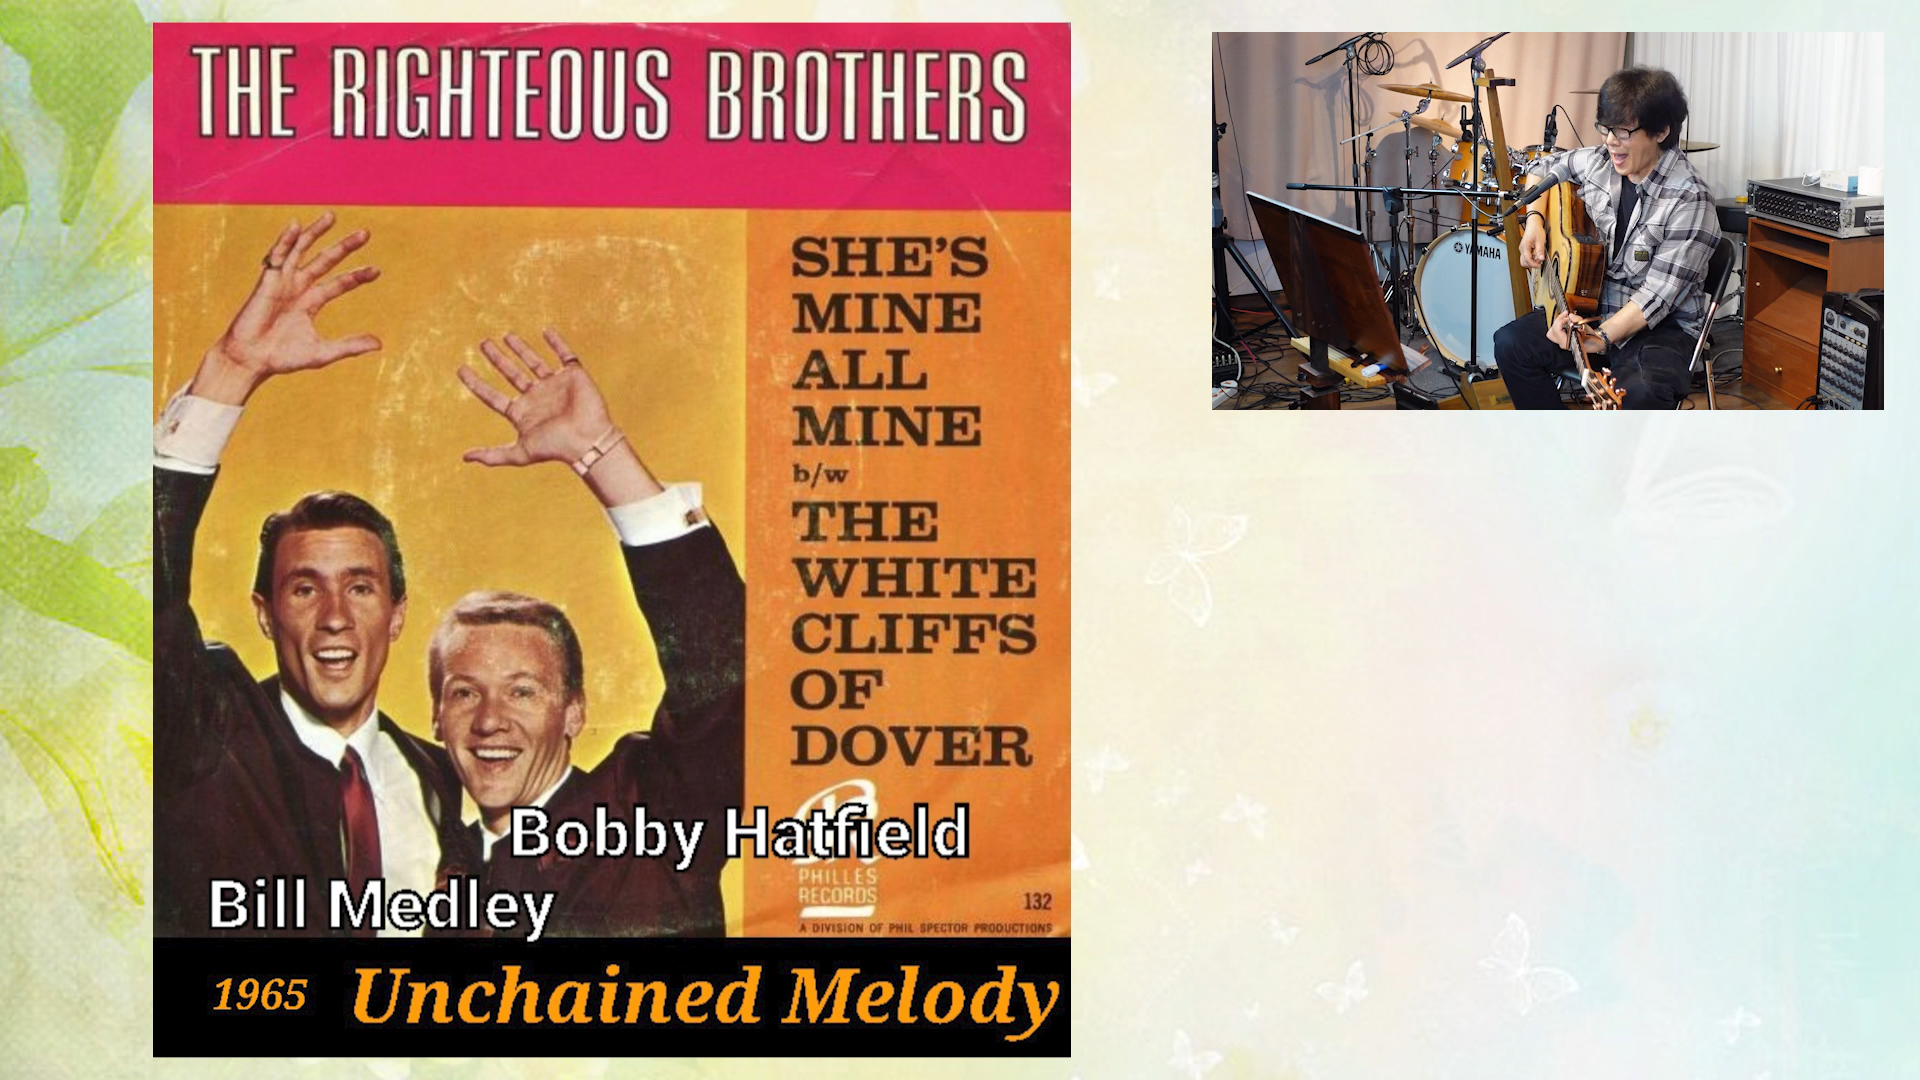 THE RIGHTEOUS BROTHERS
SHE'S
MINE
ALL
MINE
b/w
THE
WHITE
CLIFFS
OF
DOVER
Bobby Hatfield
Bill Medley
PHILLES
RECORDS
132
A DIVISION OF PHIL SPECTOR PRODUCTIONS
1965 Unchained Melody
YAMAHA